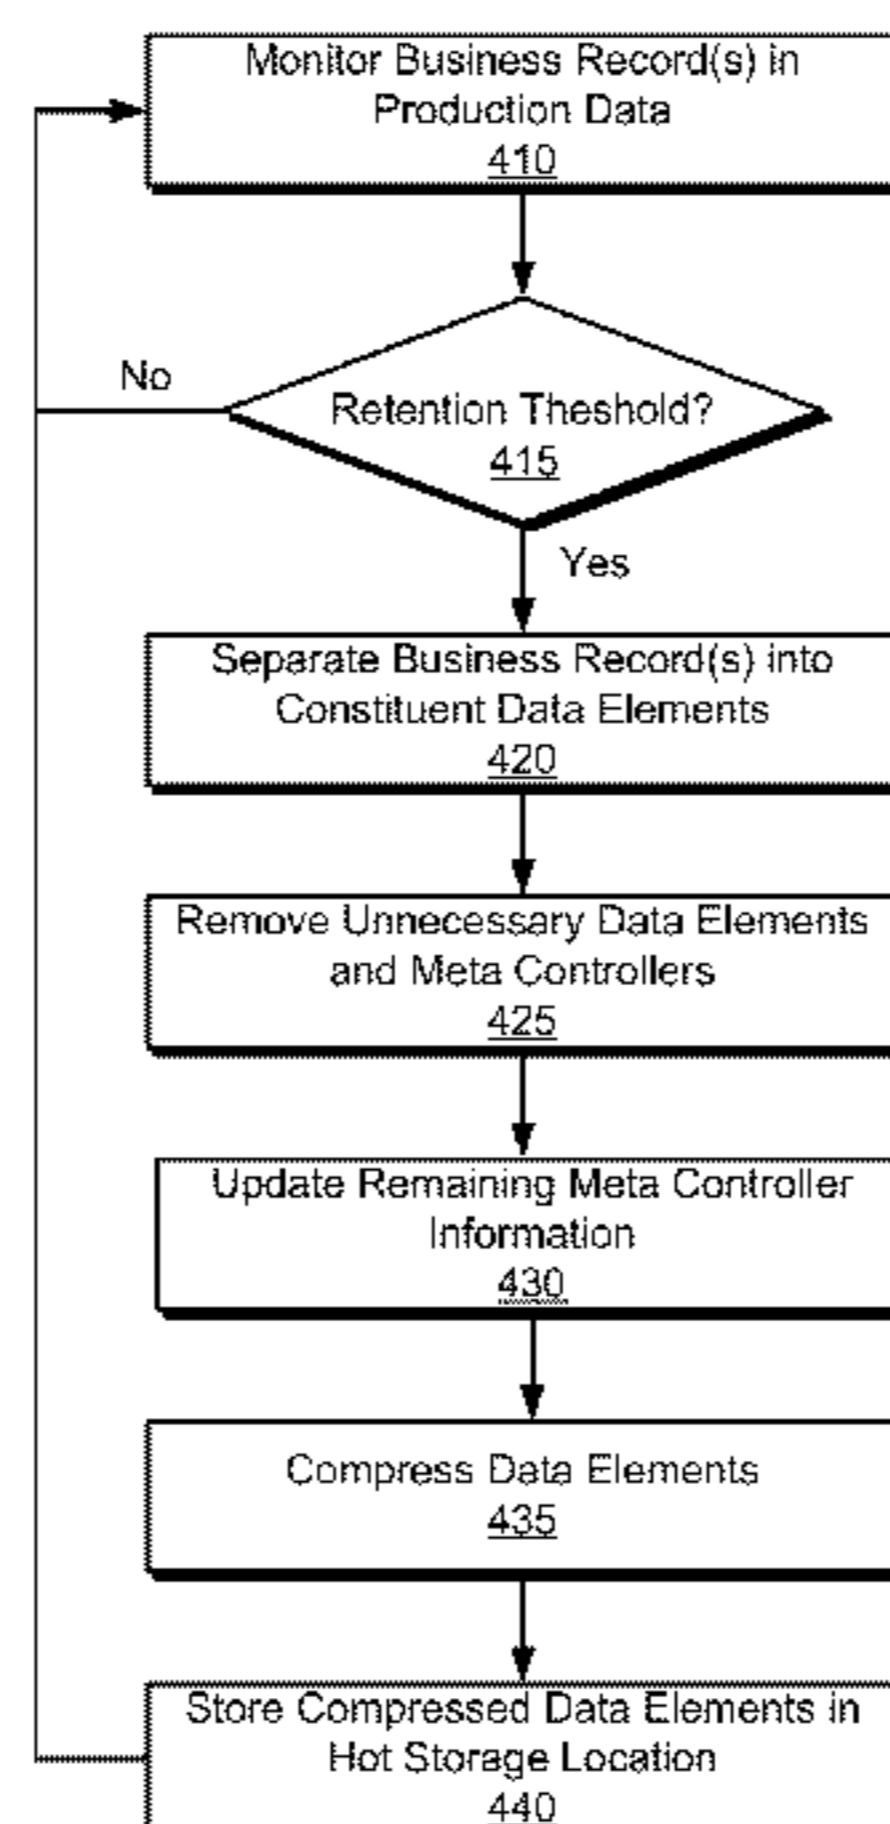 Monitor Business Record(s) in
Production Data
410
No
Retention Theshold?
415
Yes
Separate Business Record(s) into
Constituent Data Elements
420
Remove Unnecessary Data Elements
and Meta Controllers
425
Update Remaining Meta Controller
Information
430
Compress Data Elements
435
Store Compressed Data Elements in
Hot Storage Location
440